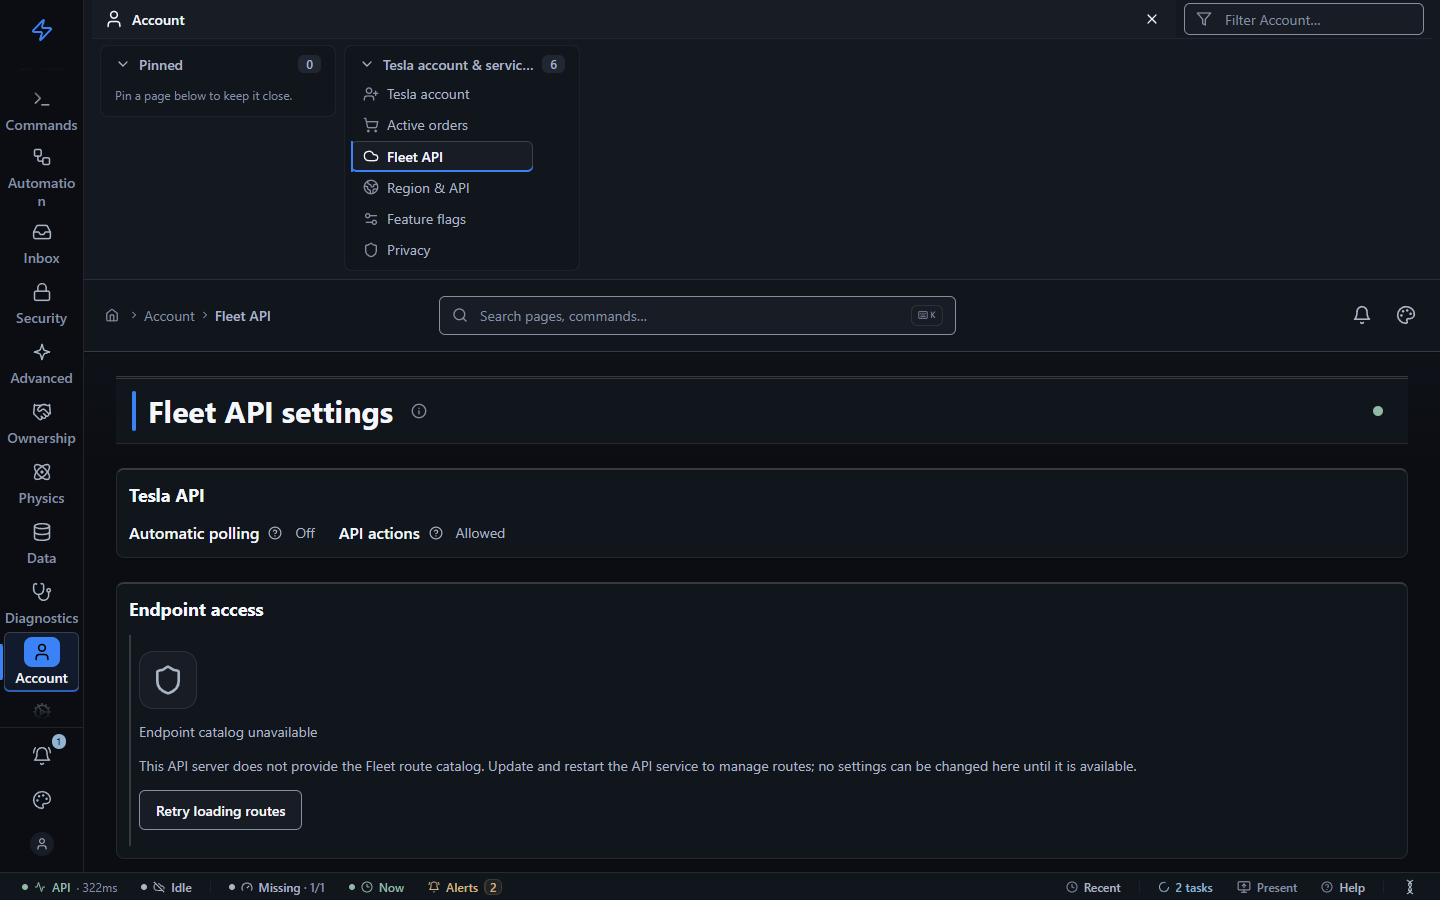 Account
Filter Account...
Pinned
0
Pin a page below to keep it close.
Tesla account & servic...
6
Tesla account
Active orders
Fleet API
Region & API
Feature flags
Privacy
Commands
Automatio
n
Inbox
Security
Advanced
Ownership
Physics
Data
Diagnostics
Account
1
Account
Fleet API
Search pages, commands...
K
Fleet API settings
Tesla API
Automatic polling
Off
API actions
Allowed
Endpoint access
Endpoint catalog unavailable
This API server does not provide the Fleet route catalog. Update and restart the API service to manage routes; no settings can be changed here until it is available.
Retry loading routes
API · 322ms
Idle
Missing · 1/1
Now
Alerts 2
Recent
2 tasks
Present
Help